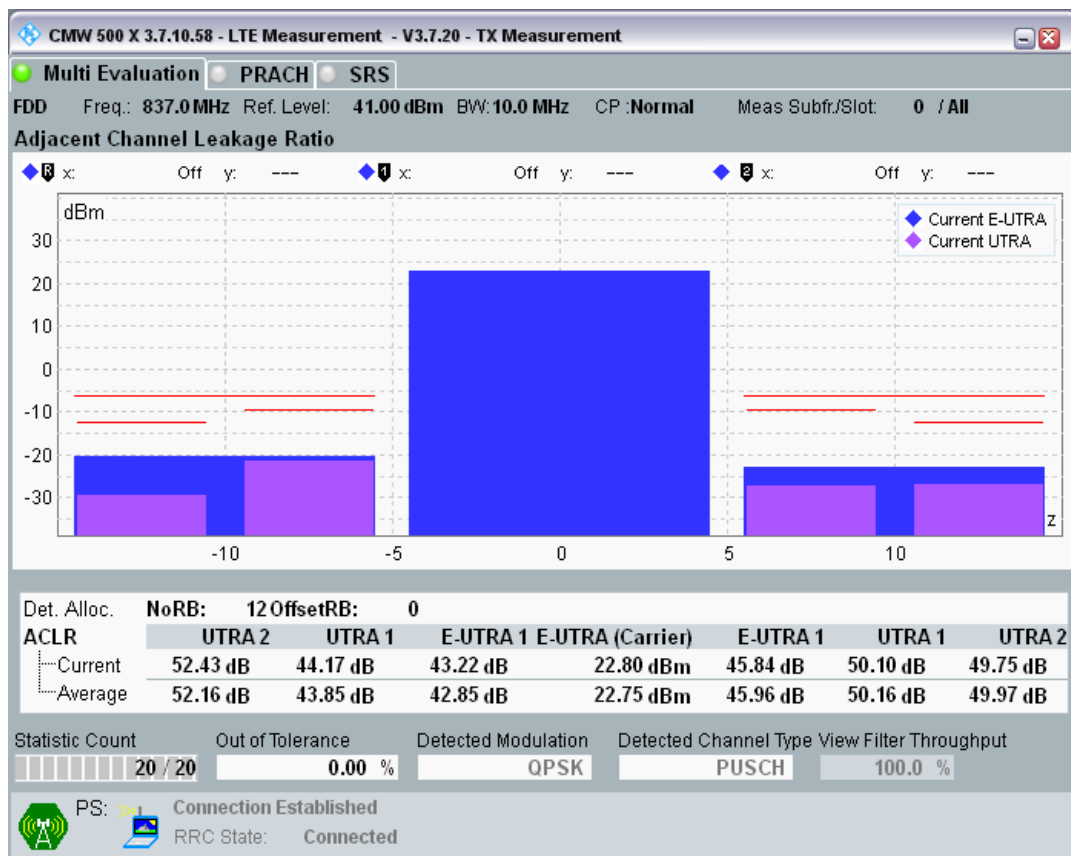 CMW 500 X 3.7.10.58 - LTE Measurement - V3.7.20 - TX Measurement
Multi Evaluation PRACH SRS
FDD Freq.: 837.0 MHz Ref. Level: 41.00 dBm BW: 10.0 MHz CP :Normal Meas Subfr./Slot: 0 / All
Adjacent Channel Leakage Ratio
R x: Off y: --- 1 x: Off y: --- 2 x: Off y: ---
dBm
Current E-UTRA
Current UTRA
30
20
10
0
-10
-20
-30
z
-10 -5 0 5 10
Det. Alloc. NoRB: 12 OffsetRB: 0
ACLR UTRA 2 UTRA 1 E-UTRA 1 E-UTRA (Carrier) E-UTRA 1 UTRA 1 UTRA 2
Current 52.43 dB 44.17 dB 43.22 dB 22.80 dBm 45.84 dB 50.10 dB 49.75 dB
Average 52.16 dB 43.85 dB 42.85 dB 22.75 dBm 45.96 dB 50.16 dB 49.97 dB
Statistic Count Out of Tolerance Detected Modulation Detected Channel Type View Filter Throughput
20 / 20 0.00 % QPSK PUSCH 100.0 %
PS: Connection Established
RRC State: Connected